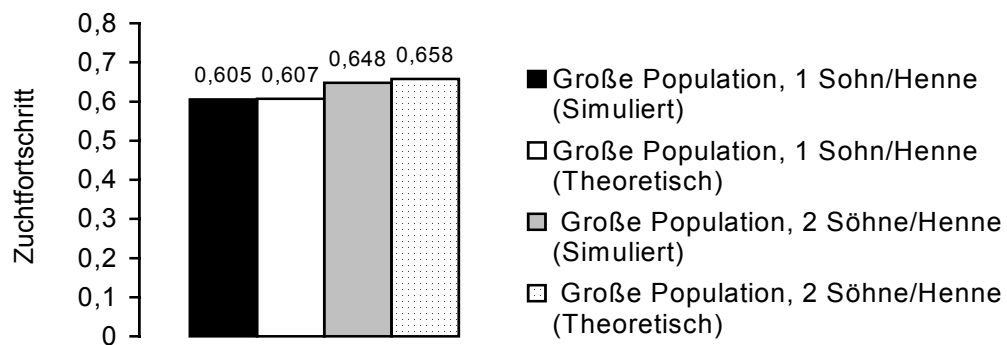 0,8
0,7
0,6
0,5
0,4
0,3
0,2
0,1
0
Zuchtfortschritt
0,605
0,607
0,648
0,658
Große Population, 1 Sohn/Henne
(Simuliert)
Große Population, 1 Sohn/Henne
(Theoretisch)
Große Population, 2 Söhne/Henne
(Simuliert)
Große Population, 2 Söhne/Henne
(Theoretisch)